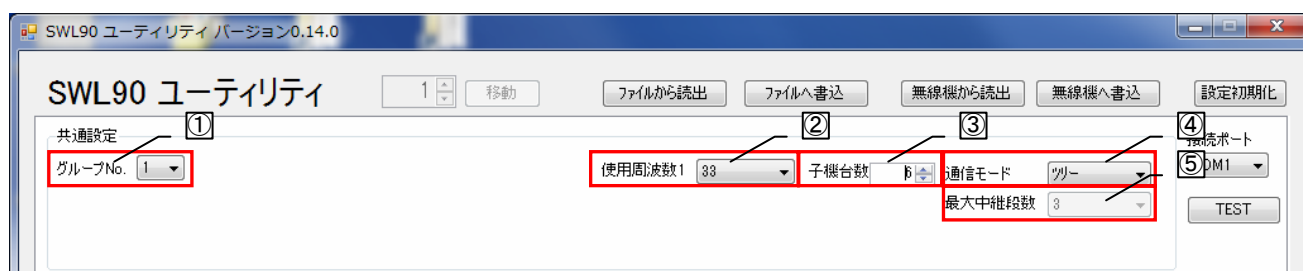 SWL90 ユーティリティ バージョン0.14.0
SWL90 ユーティリティ 1 移動 ファイルから読出 ファイルへ書込 無線機から読出 無線機へ書込 設定初期化
共通設定 ① ② ③ ④ 接続ポート
グループNo. 1 使用周波数1 33 子機台数 6 通信モード ツリー ⑤ OM1
最大中継段数 3 TEST